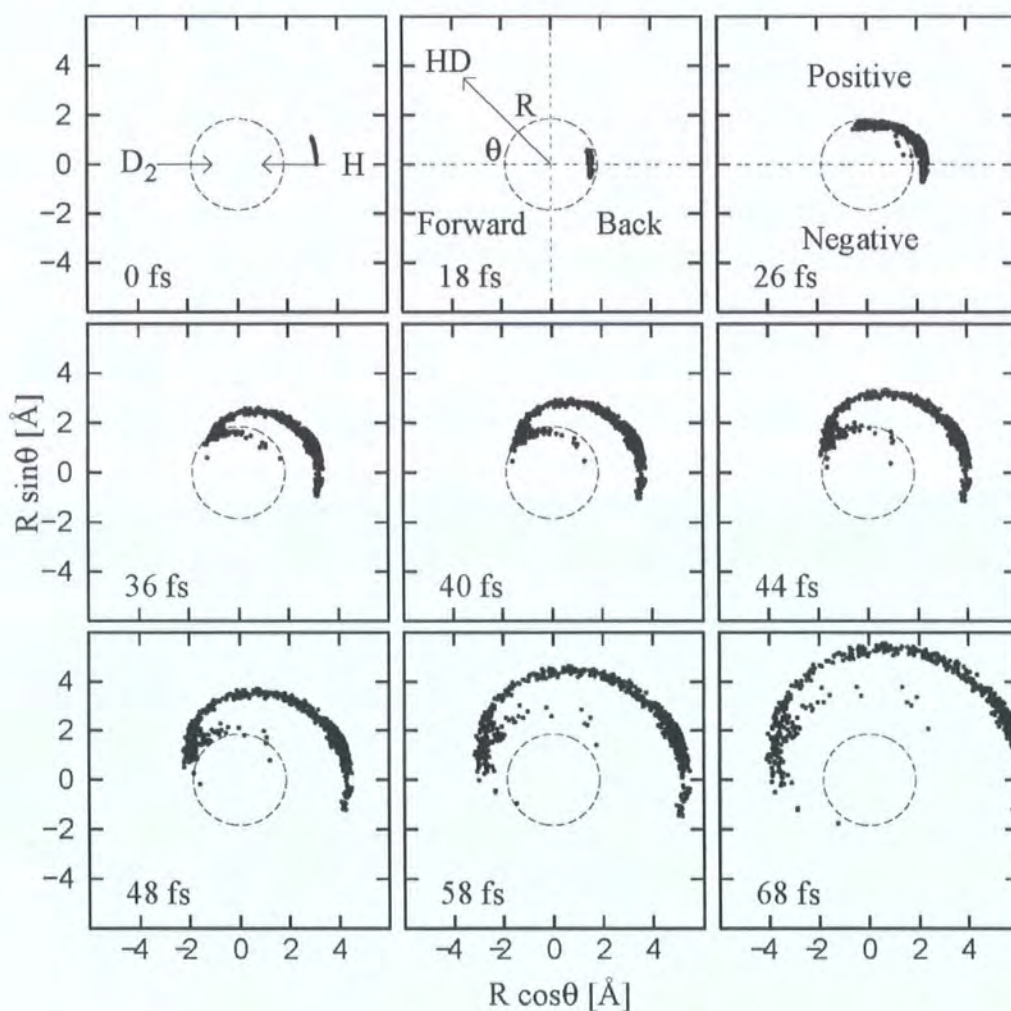 4
2
0
−2
−4
D2
H
0 fs
HD
R
θ
Forward
Back
18 fs
Positive
Negative
26 fs
R sinθ [Å]
4
2
0
−2
−4
36 fs
40 fs
44 fs
4
2
0
−2
−4
48 fs
58 fs
68 fs
−4 −2 0 2 4
−4 −2 0 2 4
−4 −2 0 2 4
R cosθ [Å]